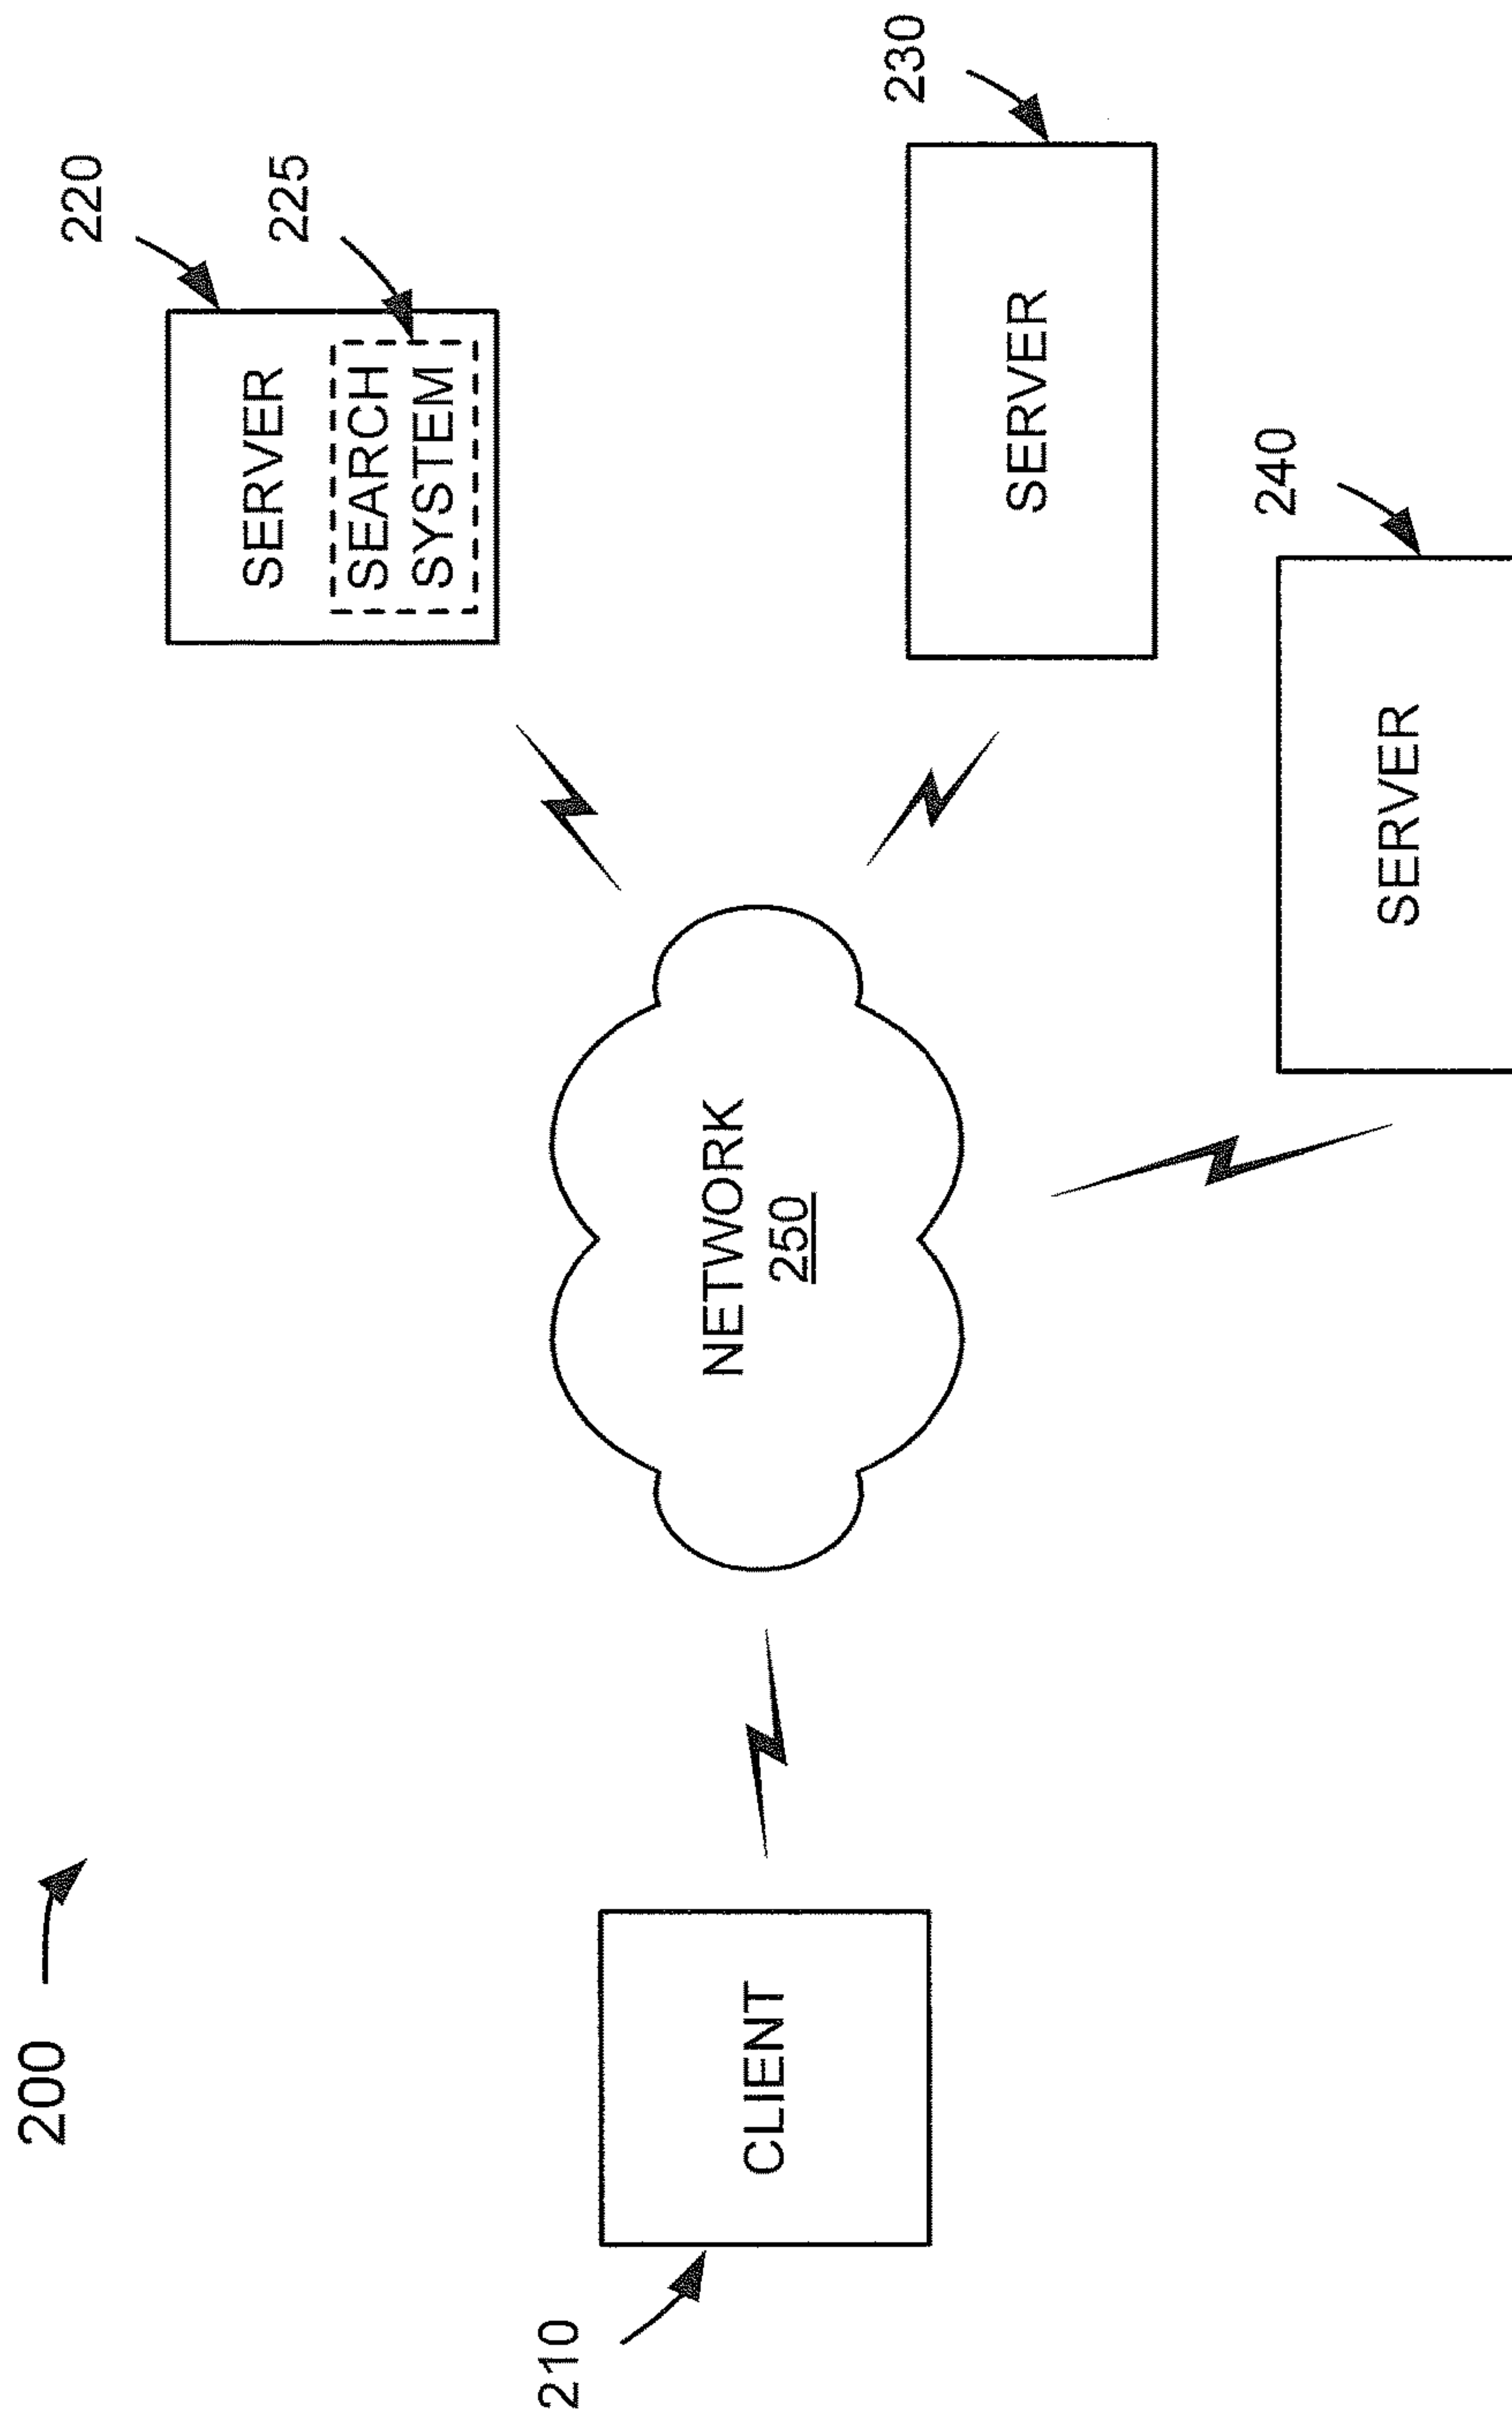 200
220
SERVER
225
SEARCH
SYSTEM
210
CLIENT
NETWORK
250
230
SERVER
240
SERVER